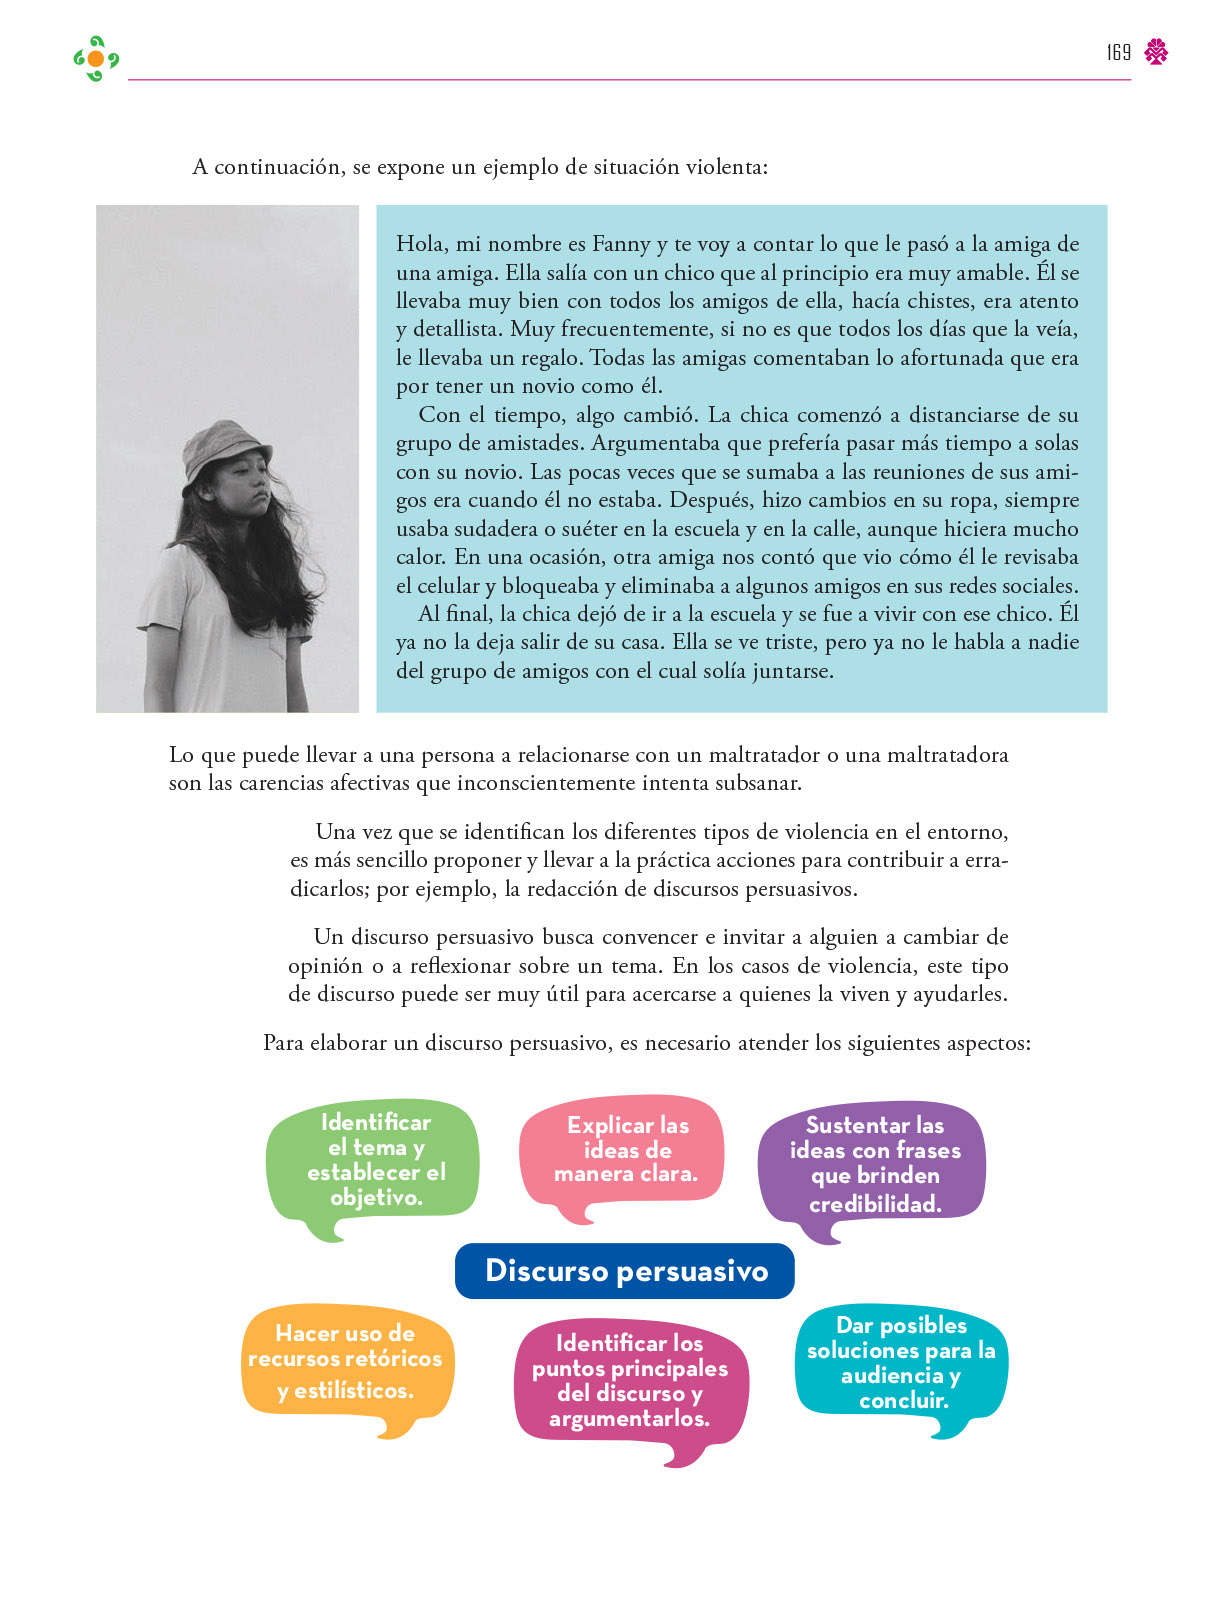 169
A continuación, se expone un ejemplo de situación violenta:
Hola, mi nombre es Fanny y te voy a contar lo que le pasó a la amiga de
una amiga. Ella salía con un chico que al principio era muy amable. Él se
llevaba muy bien con todos los amigos de ella, hacía chistes, era atento
y detallista. Muy frecuentemente, si no es que todos los días que la veía,
le llevaba un regalo. Todas las amigas comentaban lo afortunada que era
por tener un novio como él.
Con el tiempo, algo cambió. La chica comenzó a distanciarse de su
grupo de amistades. Argumentaba que prefería pasar más tiempo a solas
con su novio. Las pocas veces que se sumaba a las reuniones de sus ami-
gos era cuando él no estaba. Después, hizo cambios en su ropa, siempre
usaba sudadera o suéter en la escuela y en la calle, aunque hiciera mucho
calor. En una ocasión, otra amiga nos contó que vio cómo él le revisaba
el celular y bloqueaba y eliminaba a algunos amigos en sus redes sociales.
Al final, la chica dejó de ir a la escuela y se fue a vivir con ese chico. Él
ya no la deja salir de su casa. Ella se ve triste, pero ya no le habla a nadie
del grupo de amigos con el cual solía juntarse.
Lo que puede llevar a una persona a relacionarse con un maltratador o una maltratadora
son las carencias afectivas que inconscientemente intenta subsanar.
Una vez que se identifican los diferentes tipos de violencia en el entorno,
es más sencillo proponer y llevar a la práctica acciones para contribuir a erra-
dicarlos; por ejemplo, la redacción de discursos persuasivos.
Un discurso persuasivo busca convencer e invitar a alguien a cambiar de
opinión o a reflexionar sobre un tema. En los casos de violencia, este tipo
de discurso puede ser muy útil para acercarse a quienes la viven y ayudarles.
Para elaborar un discurso persuasivo, es necesario atender los siguientes aspectos:
Identificar
el tema y
establecer el
objetivo.
Explicar las
ideas de
manera clara.
Sustentar las
ideas con frases
que brinden
credibilidad.
Discurso persuasivo
Hacer uso de
recursos retóricos
y estilísticos.
Identificar los
puntos principales
del discurso y
argumentarlos.
Dar posibles
soluciones para la
audiencia y
concluir.